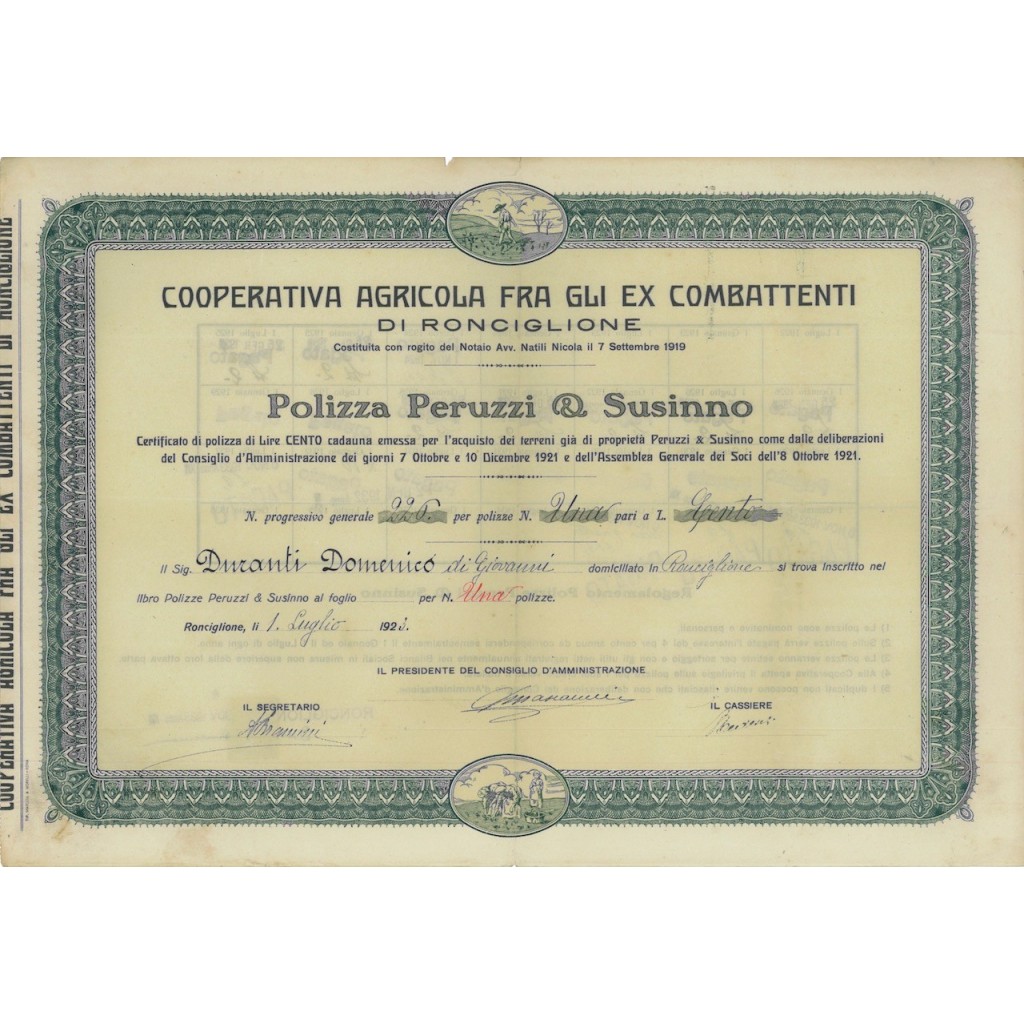 COOPERATIVA AGRICOLA FRA GLI EX COMBATTENTI DI RONCIGLIONE
COOPERATIVA AGRICOLA FRA GLI EX COMBATTENTI
DI RONCIGLIONE
Costituita con rogito del Notaio Avv. Natili Nicola il 7 Settembre 1919
Polizza Peruzzi & Susinno
Certificato di polizza di Lire CENTO cadauna emessa per l'acquisto dei terreni già di proprietà Peruzzi & Susinno come dalle deliberazioni
del Consiglio d'Amministrazione dei giorni 7 Ottobre e 10 Dicembre 1921 e dell'Assemblea Generale dei Soci dell'8 Ottobre 1921.
N. progressivo generale 226. per polizze N. Una pari a L. Cento
Il Sig. Duranti Domenico di Giovanni domiciliato in Ronciglione si trova inscritto nel
libro Polizze Peruzzi & Susinno al foglio per N. Una polizze.
Ronciglione, li 1. Luglio 1923.
IL PRESIDENTE DEL CONSIGLIO D'AMMINISTRAZIONE
IL SEGRETARIO
IL CASSIERE